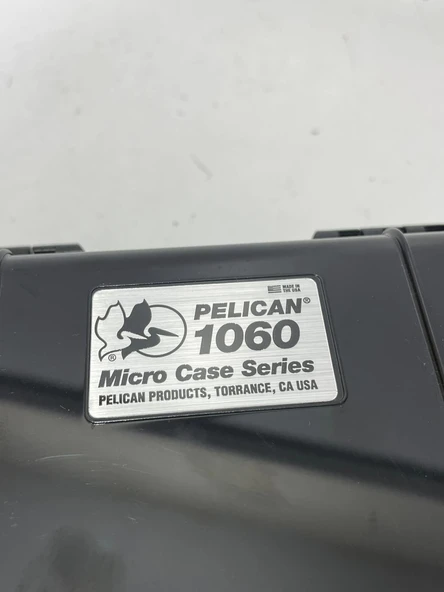 MADE IN
THE USA
PELICAN®
1060
®
Micro Case Series
PELICAN PRODUCTS, TORRANCE, CA USA